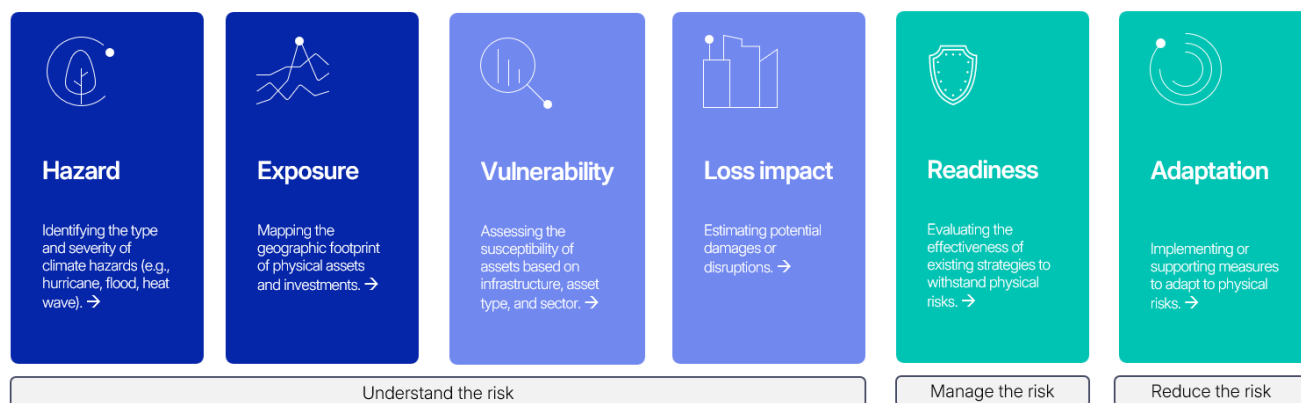 Hazard
Identifying the type
and severity of
climate hazards (e.g.,
hurricane, flood, heat
wave). →
Exposure
Mapping the
geographic footprint
of physical assets
and investments. →
Vulnerability
Assessing the
susceptibility of
assets based on
infrastructure, asset
type, and sector. →
Loss impact
Estimating potential
damages or
disruptions. →
Readiness
Evaluating the
effectiveness of
existing strategies to
withstand physical
risks. →
Adaptation
Implementing or
supporting measures
to adapt to physical
risks. →
Understand the risk
Manage the risk
Reduce the risk